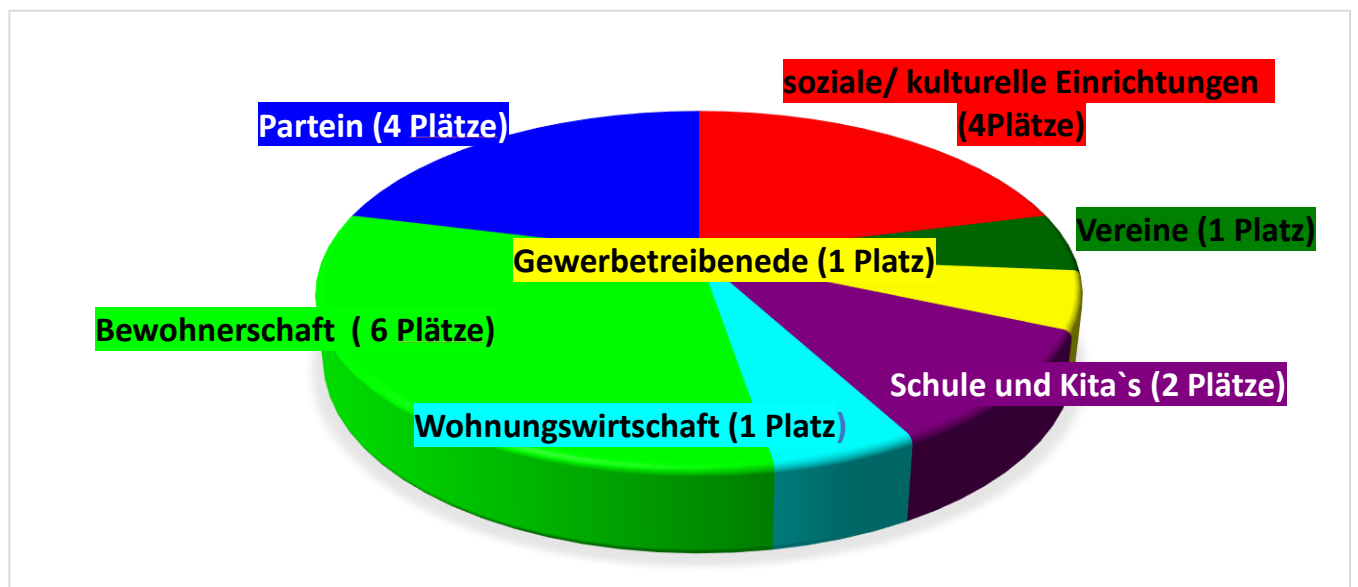 soziale/ kulturelle Einrichtungen
(4Plätze)
Partein (4 Plätze)
Vereine (1 Platz)
Gewerbetreibenede (1 Platz)
Bewohnerschaft ( 6 Plätze)
Schule und Kita`s (2 Plätze)
Wohnungswirtschaft (1 Platz)